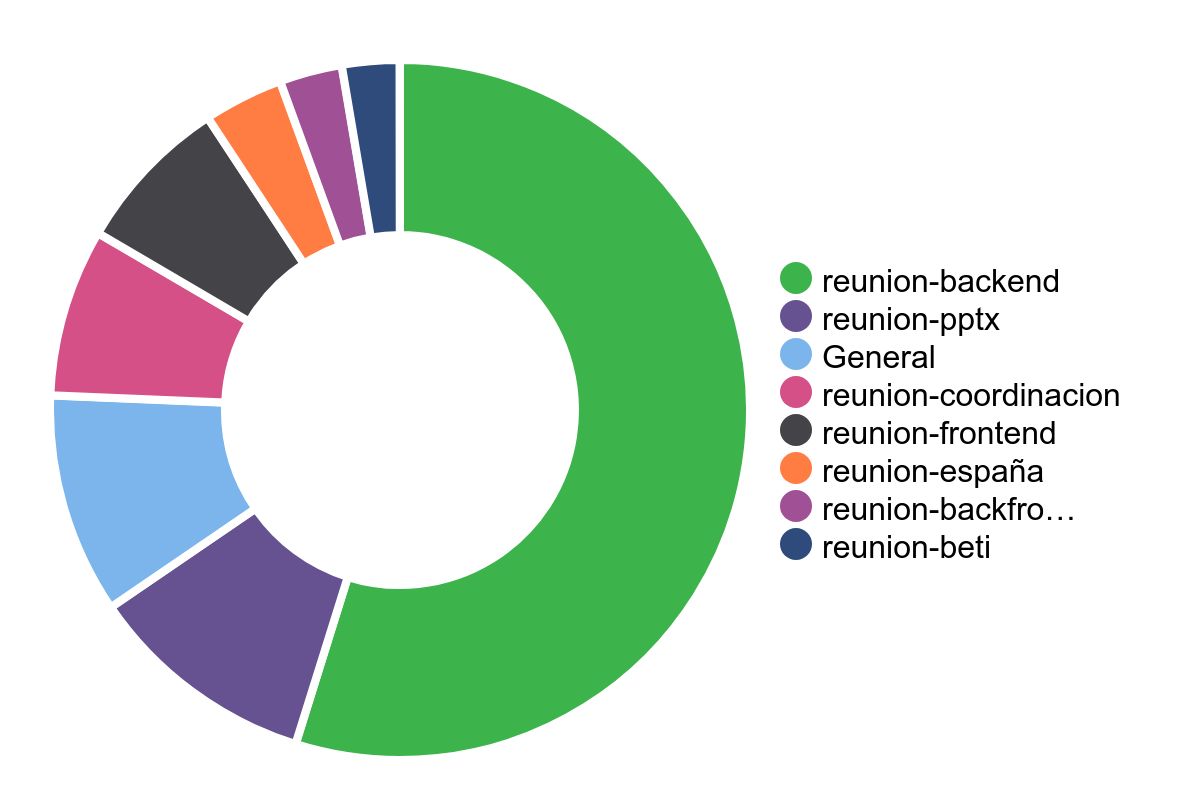 reunion-backend
reunion-pptx
General
reunion-coordinacion
reunion-frontend
reunion-españa
reunion-backfro…
reunion-beti